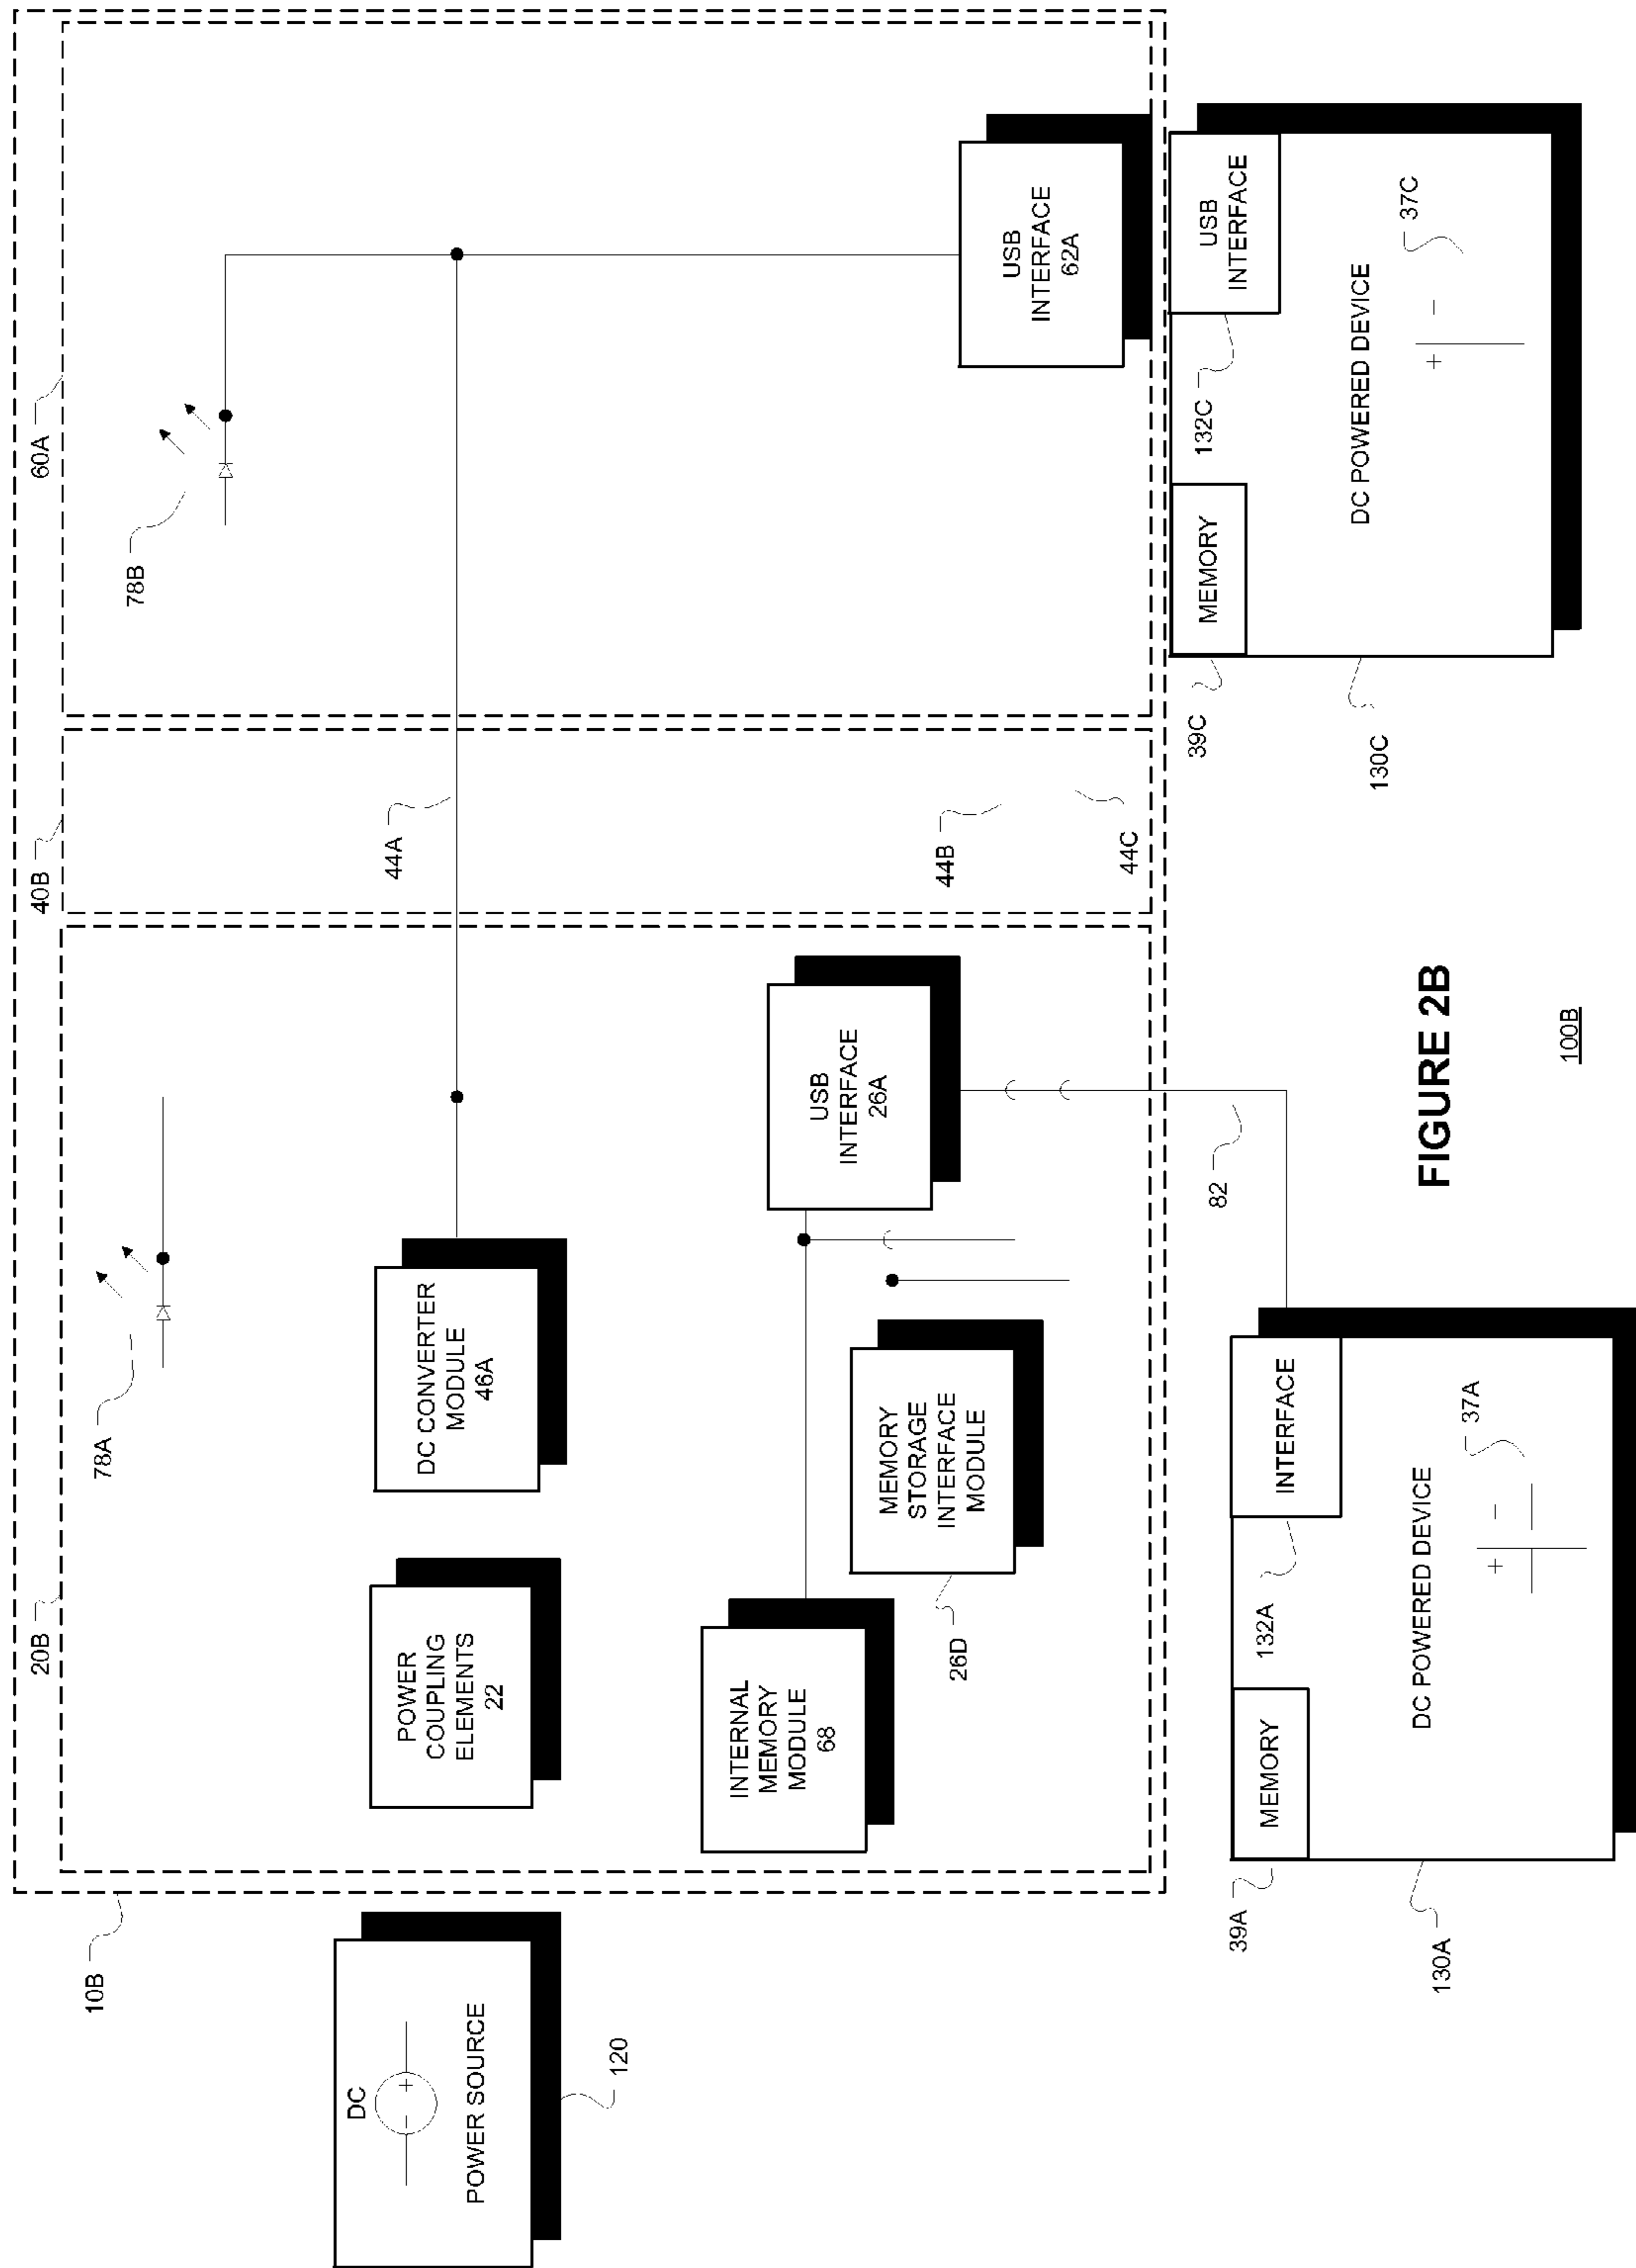 10B
20B
40B
60A
DC
- +
POWER SOURCE
120
78A
78B
POWER
COUPLING
ELEMENTS
22
DC CONVERTER
MODULE
46A
44A
INTERNAL
MEMORY
MODULE
68
MEMORY
STORAGE
INTERFACE
MODULE
26D
USB
INTERFACE
26A
44B
44C
USB
INTERFACE
62A
82
39A
MEMORY
132A
INTERFACE
DC POWERED DEVICE
37A
+ -
130A
39C
MEMORY
132C
USB
INTERFACE
DC POWERED DEVICE
37C
+ -
130C
FIGURE 2B
100B